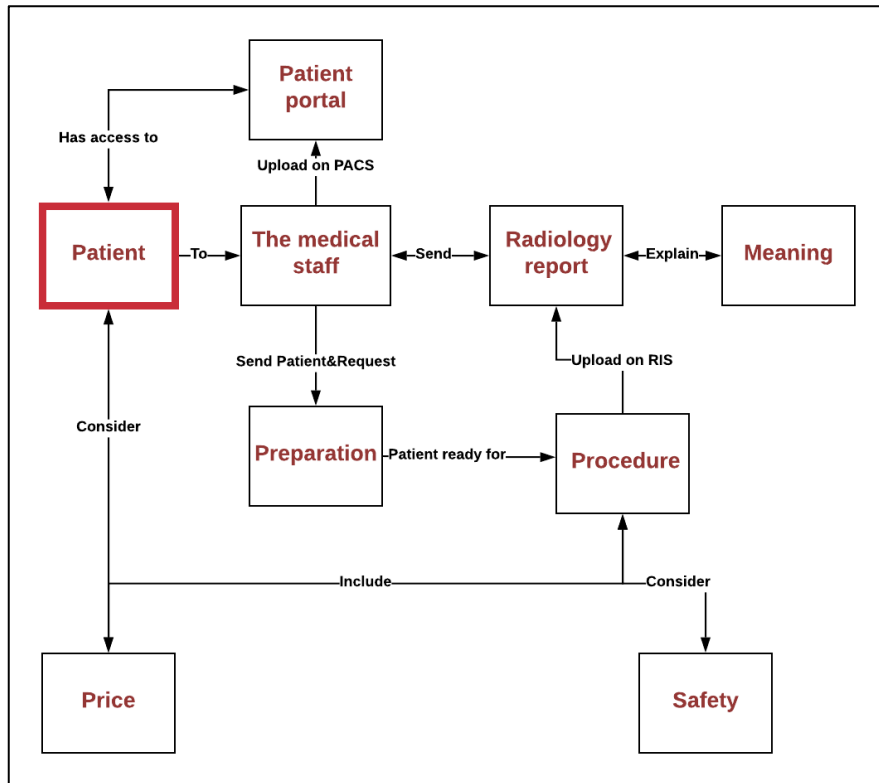 Patient
portal
Has access to
Upload on PACS
Patient
To
The medical
staff
Send
Radiology
report
Explain
Meaning
Send Patient&Request
Upload on RIS
Consider
Preparation
Patient ready for
Procedure
Include
Consider
Price
Safety